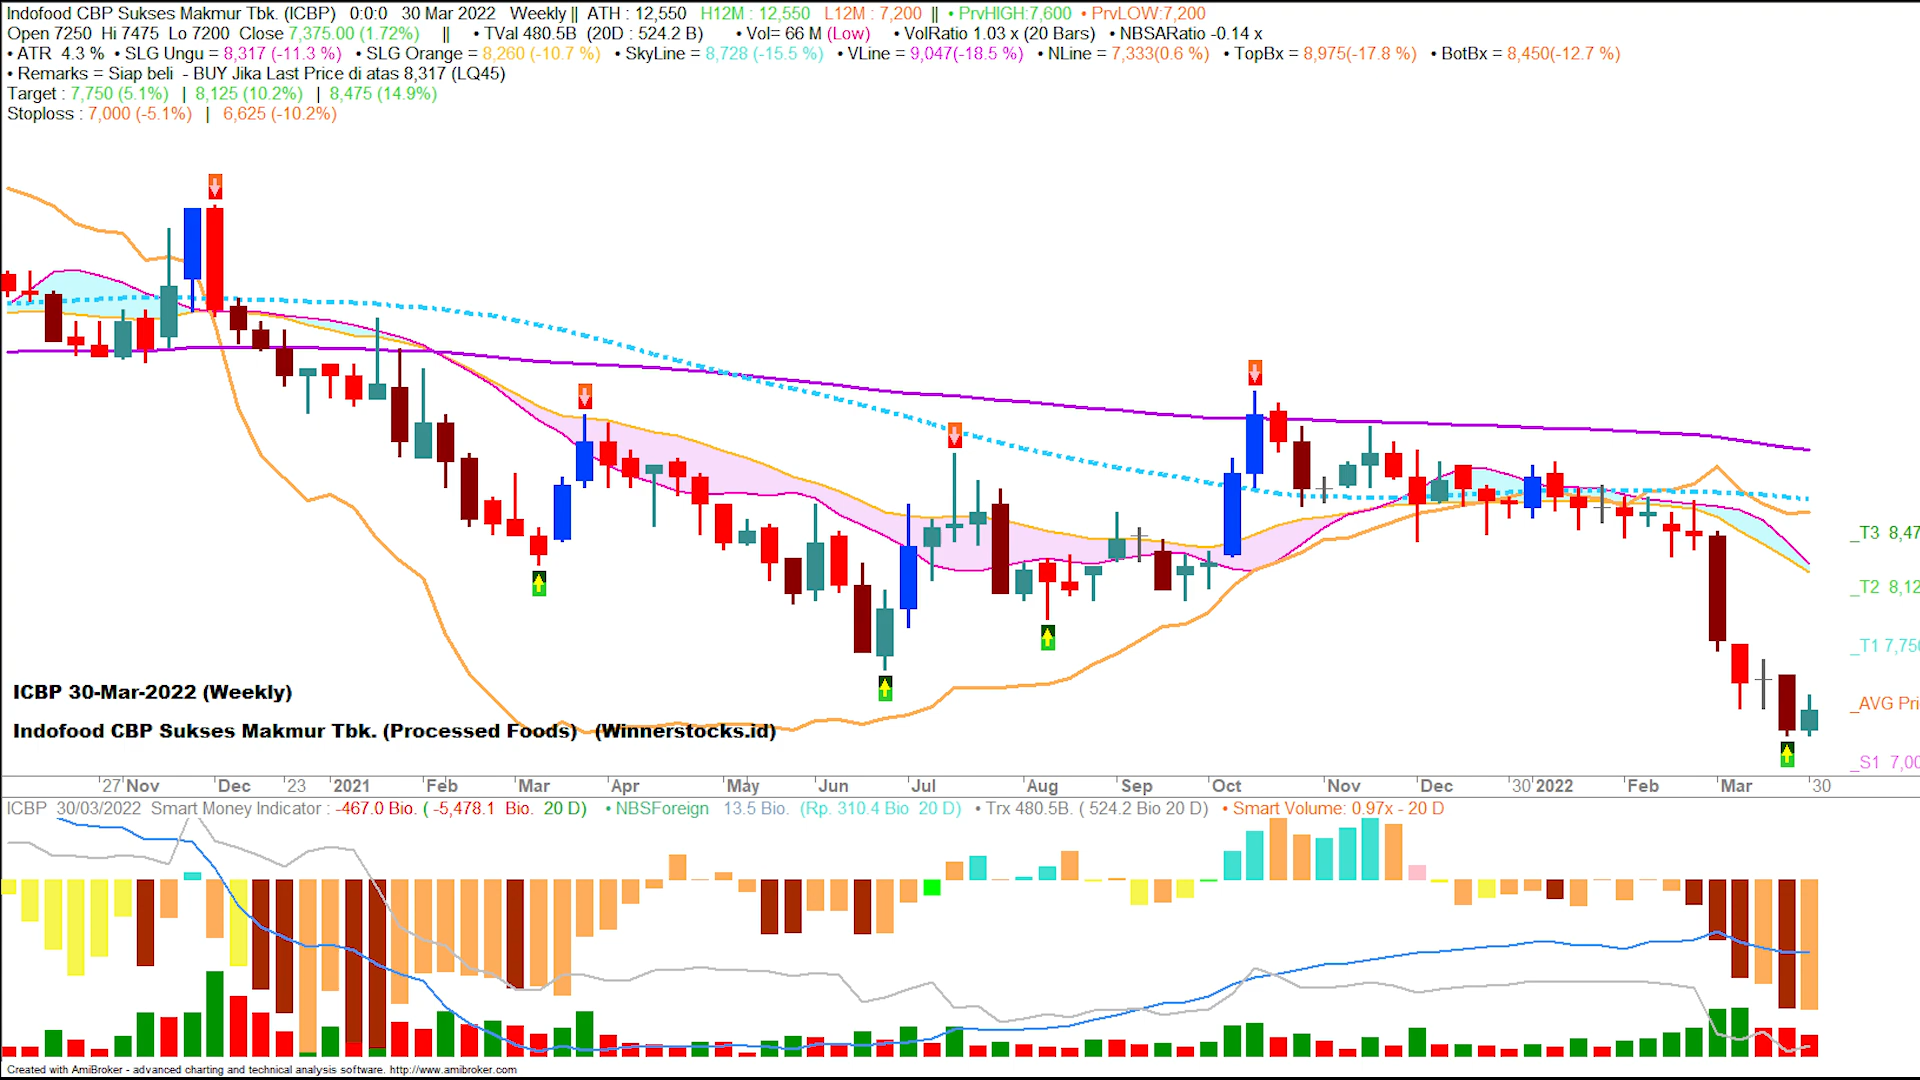 Indofood CBP Sukses Makmur Tbk. (ICBP) 0:0:0 30 Mar 2022 Weekly || ATH : 12,550 H12M : 12,550 L12M : 7,200 || • PrvHIGH:7,600 • PrvLOW:7,200
Open 7250 Hi 7475 Lo 7200 Close 7,375.00 (1.72%) || • TVal 480.5B (20D : 524.2 B) • Vol= 66 M (Low) • VolRatio 1.03 x (20 Bars) • NBSARatio -0.14 x
• ATR 4.3 % • SLG Ungu = 8,317 (-11.3 %) • SLG Orange = 8,260 (-10.7 %) • SkyLine = 8,728 (-15.5 %) • VLine = 9,047(-18.5 %) • NLine = 7,333(0.6 %) • TopBx = 8,975(-17.8 %) • BotBx = 8,450(-12.7 %)
• Remarks = Siap beli - BUY Jika Last Price di atas 8,317 (LQ45)
Target : 7,750 (5.1%) | 8,125 (10.2%) | 8,475 (14.9%)
Stoploss : 7,000 (-5.1%) | 6,625 (-10.2%)
_T3 8,47
_T2 8,12
_T1 7,750
_AVG Pri
_S1 7,00
ICBP 30-Mar-2022 (Weekly)
Indofood CBP Sukses Makmur Tbk. (Processed Foods) (Winnerstocks.id)
27 Nov Dec 23 2021 Feb Mar Apr May Jun Jul Aug Sep Oct Nov Dec 30 2022 Feb Mar 30
ICBP 30/03/2022 Smart Money Indicator : -467.0 Bio. ( -5,478.1 Bio. 20 D) • NBSForeign 13.5 Bio. (Rp. 310.4 Bio 20 D) • Trx 480.5B. ( 524.2 Bio 20 D) • Smart Volume: 0.97x - 20 D
Created with AmiBroker - advanced charting and technical analysis software. http://www.amibroker.com